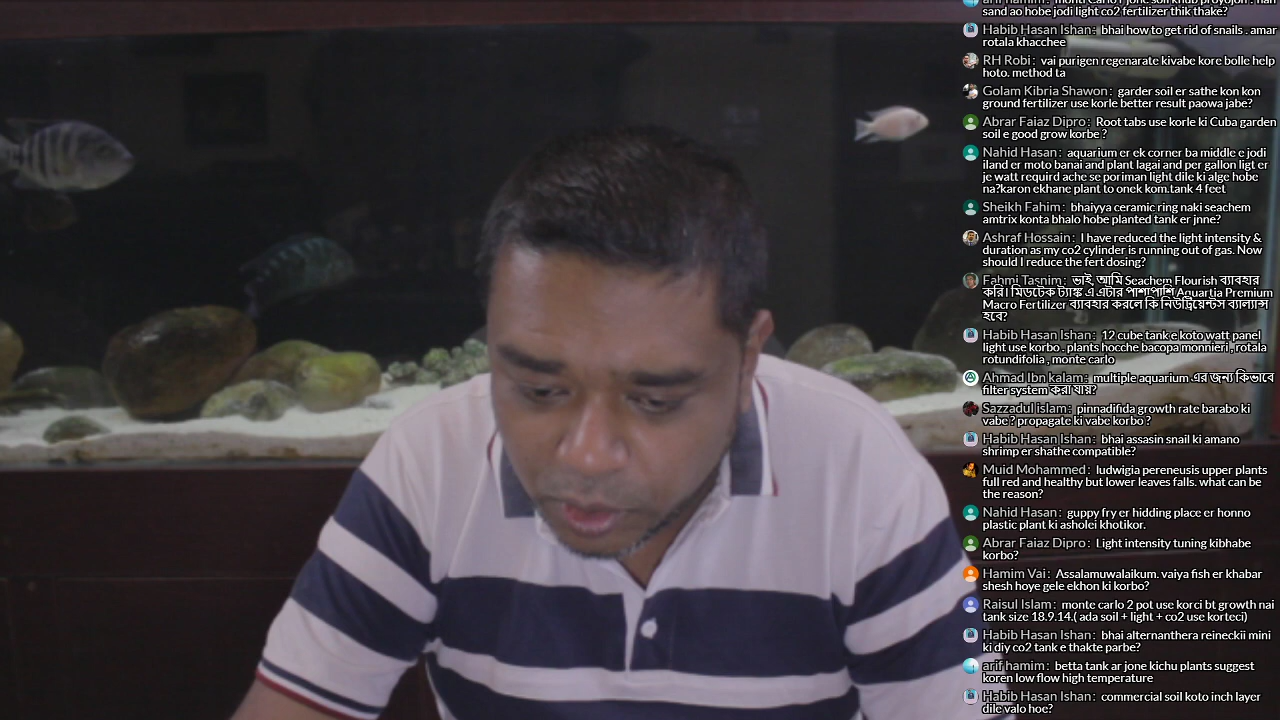 arif hamim: monti Carlo r jone soil khub proyojon . nah
sand ao hobe jodi light co2 fertilizer thik thake?
Habib Hasan Ishan: bhai how to get rid of snails . amar
rotala khacchee
RH Robi: vai purigen regenarate kivabe kore bolle help
hoto. method ta
Golam Kibria Shawon: garder soil er sathe kon kon
ground fertilizer use korle better result paowa jabe?
Abrar Faiaz Dipro: Root tabs use korle ki Cuba garden
soil e good grow korbe ?
Nahid Hasan: aquarium er ek corner ba middle e jodi
iland er moto banai and plant lagai and per gallon ligt er
je watt requird ache se poriman light dile ki alge hobe
na?karon ekhane plant to onek kom.tank 4 feet
Sheikh Fahim: bhaiyya ceramic ring naki seachem
amtrix konta bhalo hobe planted tank er jnne?
Ashraf Hossain: I have reduced the light intensity &
duration as my co2 cylinder is running out of gas. Now
should I reduce the fert dosing?
Fahmi Tasnim: ভাই, আমি Seachem Flourish ব্যবহার
করি। মিডটেক ট্যাঙ্ক এ এটার পাশাপাশি Aquartia Premium
Macro Fertilizer ব্যবহার করলে কি নিউট্রিয়েন্টস ব্যাল্যান্স
হবে?
Habib Hasan Ishan: 12 cube tank e koto watt panel
light use korbo , plants hocche bacopa monnieri , rotala
rotundifolia , monte carlo
Ahmad Ibn kalam: multiple aquarium এর জন্য কিভাবে
filter system করা যায়?
Sazzadul islam: pinnadifida growth rate barabo ki
vabe ? propagate ki vabe korbo ?
Habib Hasan Ishan: bhai assasin snail ki amano
shrimp er shathe compatible?
Muid Mohammed: ludwigia pereneusis upper plants
full red and healthy but lower leaves falls. what can be
the reason?
Nahid Hasan: guppy fry er hidding place er honno
plastic plant ki asholei khotikor.
Abrar Faiaz Dipro: Light intensity tuning kibhabe
korbo?
Hamim Vai: Assalamuwalaikum. vaiya fish er khabar
shesh hoye gele ekhon ki korbo?
Raisul Islam: monte carlo 2 pot use korci bt growth nai
tank size 18.9.14.( ada soil + light + co2 use korteci)
Habib Hasan Ishan: bhai alternanthera reineckii mini
ki diy co2 tank e thakte parbe?
arif hamim: betta tank ar jone kichu plants suggest
koren low flow high temperature
Habib Hasan Ishan: commercial soil koto inch layer
dile valo hoe?